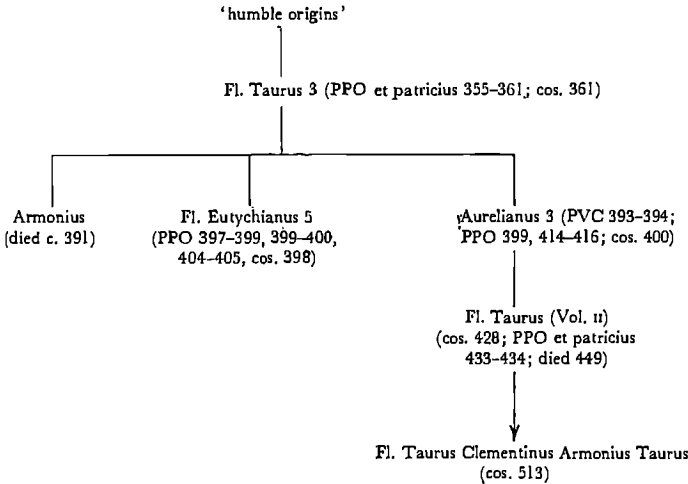 'humble origins'
Fl. Taurus 3 (PPO et patricius 355–361; cos. 361)
Armonius
(died c. 391)
Fl. Eutychianus 5
(PPO 397–399, 399–400,
404–405, cos. 398)
Aurelianus 3 (PVC 393–394;
PPO 399, 414–416; cos. 400)
Fl. Taurus (Vol. II)
(cos. 428; PPO et patricius
433–434; died 449)
Fl. Taurus Clementinus Armonius Taurus
(cos. 513)